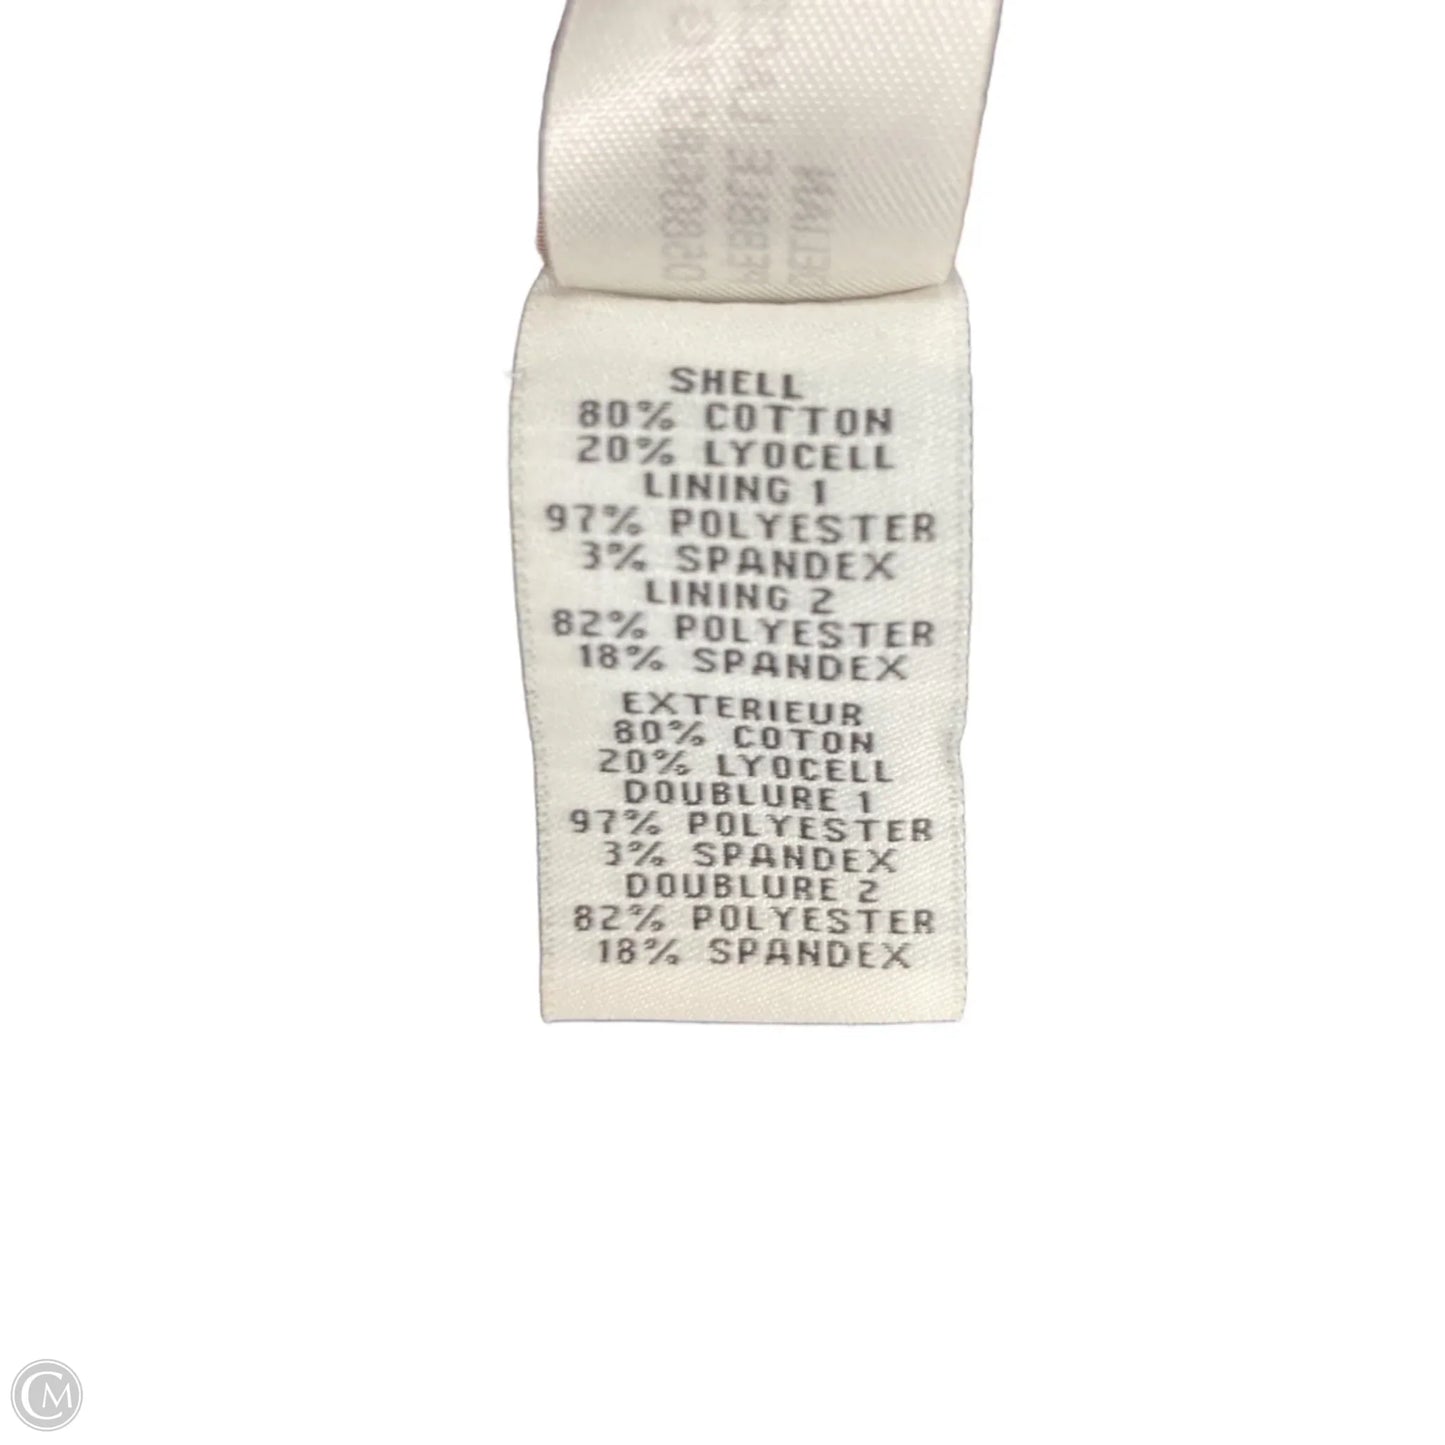 SHELL
80% COTTON
20% LYOCELL
LINING 1
97% POLYESTER
3% SPANDEX
LINING 2
82% POLYESTER
18% SPANDEX
EXTERIEUR
80% COTON
20% LYOCELL
DOUBLURE 1
97% POLYESTER
3% SPANDEX
DOUBLURE 2
82% POLYESTER
18% SPANDEX
CM